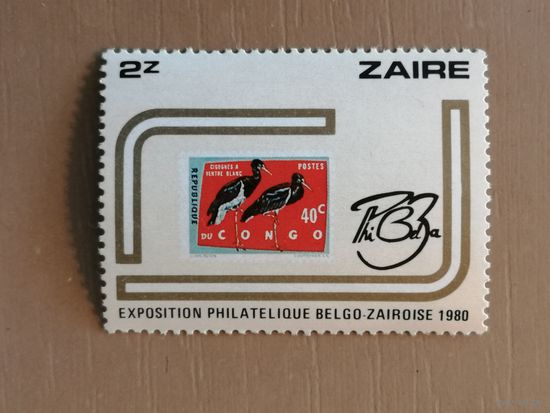 2Z ZAIRE
CIGOGNES A POSTES
VENTRE BLANC
REPUBLIQUE
40C
DU CONGO
PhiBelZa
EXPOSITION PHILATELIQUE BELGO-ZAIROISE 1980